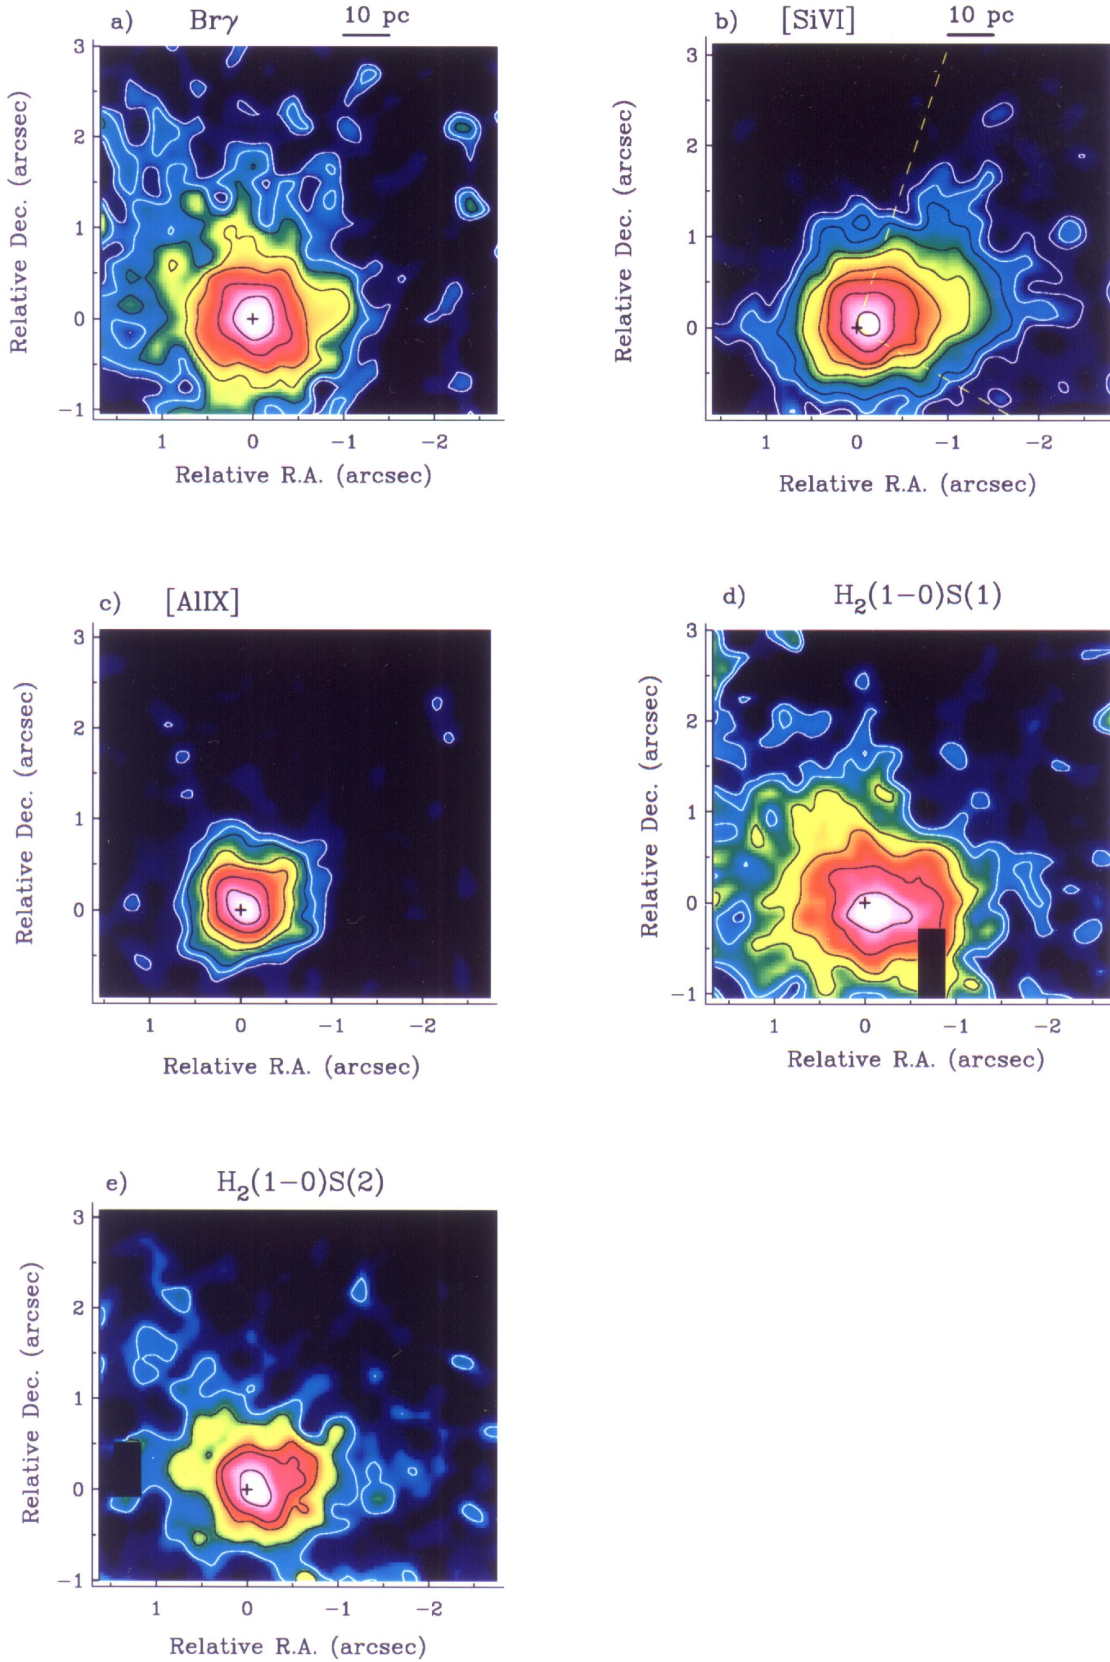 a) Brγ 10 pc
3
2
1
0
−1
Relative Dec. (arcsec)
1 0 −1 −2
Relative R.A. (arcsec)
b) [SiVI] 10 pc
3
2
1
0
Relative Dec. (arcsec)
1 0 −1 −2
Relative R.A. (arcsec)
c) [AlIX]
3
2
1
0
Relative Dec. (arcsec)
1 0 −1 −2
Relative R.A. (arcsec)
d) H₂(1−0)S(1)
3
2
1
0
−1
Relative Dec. (arcsec)
1 0 −1 −2
Relative R.A. (arcsec)
e) H₂(1−0)S(2)
3
2
1
0
−1
Relative Dec. (arcsec)
1 0 −1 −2
Relative R.A. (arcsec)